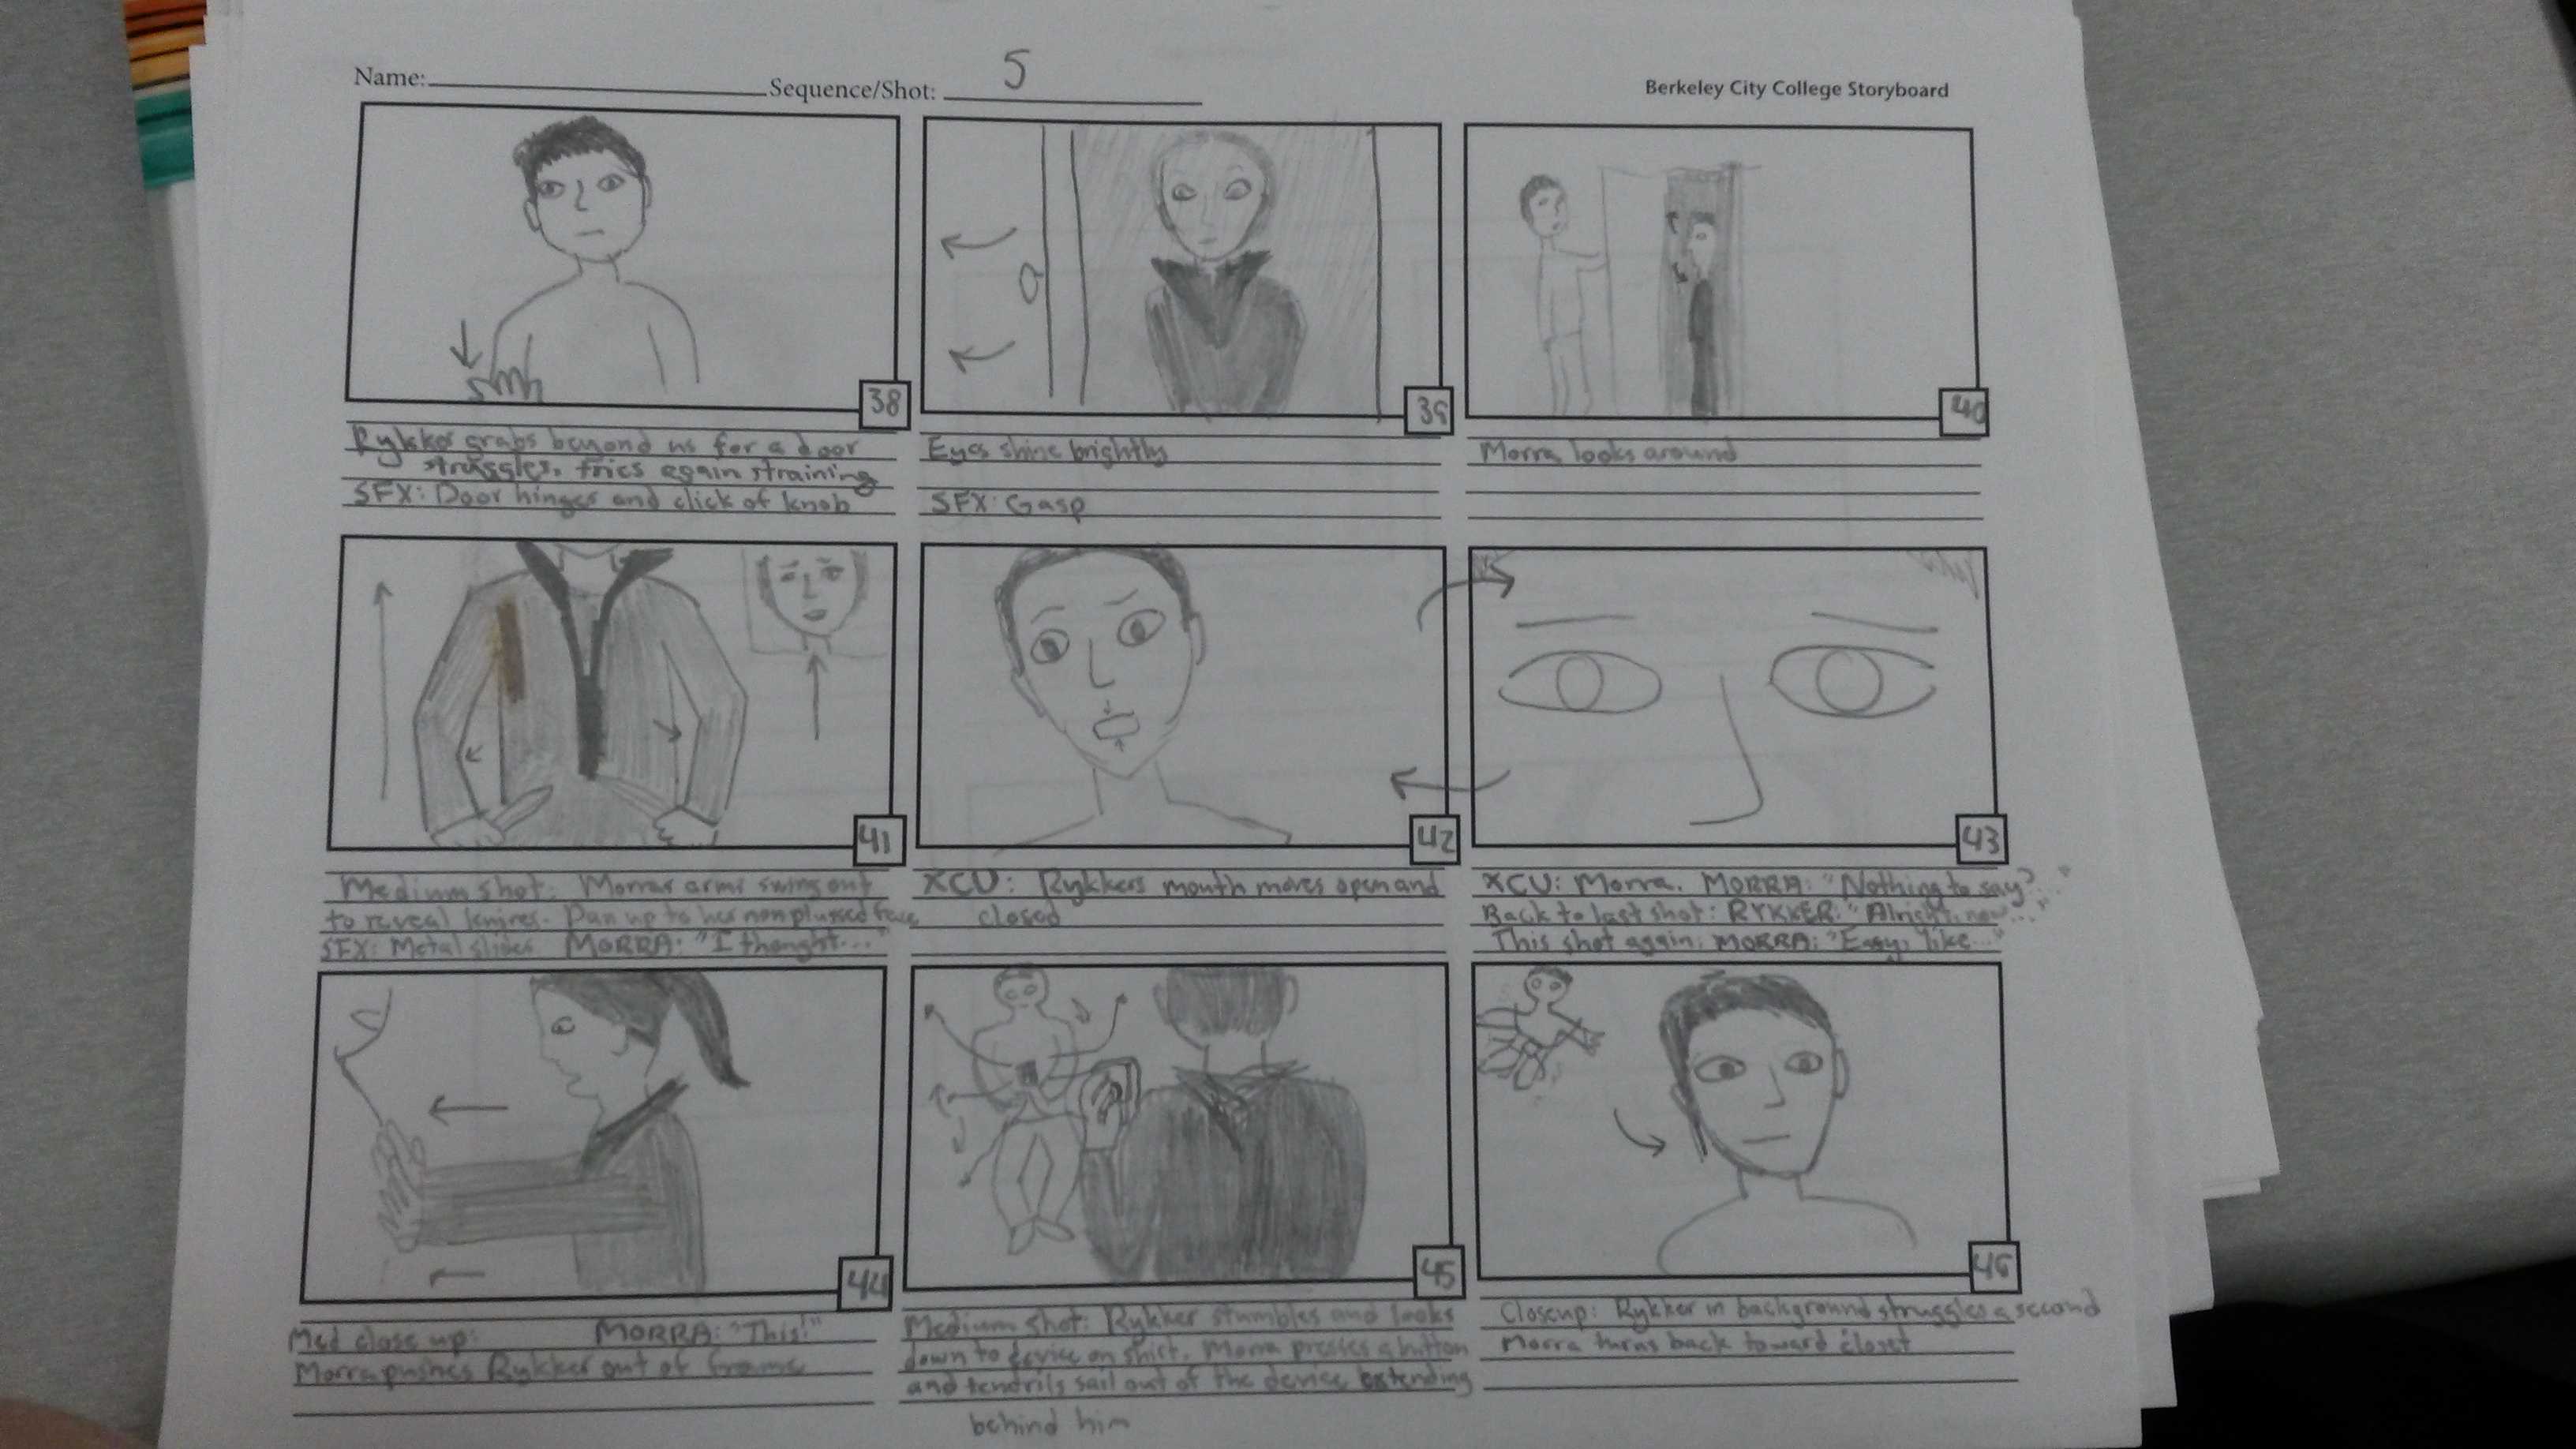 Name: Sequence/Shot: 5 Berkeley City College Storyboard
38
39
40
Rykker grabs beyond us for a door
struggles, tries again straining
SFX: Door hinges and click of knob
Eyes shine brightly
SFX: Gasp
Morra looks around
41
42
43
Medium shot: Morras arms swing out
to reveal knives. Pan up to her nonplussed face
SFX: Metal slides MORRA: "I thought..."
XCU: Rykkers mouth moves open and
closed
XCU: Morra. MORRA: "Nothing to say?"
Back to last shot: RYKKER: "Alright, now..."
This shot again: MORRA: "Easy, like..."
44
45
46
Med close up: MORRA: "This!"
Morra pushes Rykker out of frame
Medium shot: Rykker stumbles and looks
down to device on shirt. Morra presses a button
and tendrils sail out of the device extending
behind him
Closeup: Rykker in background struggles a second
Morra turns back toward closet